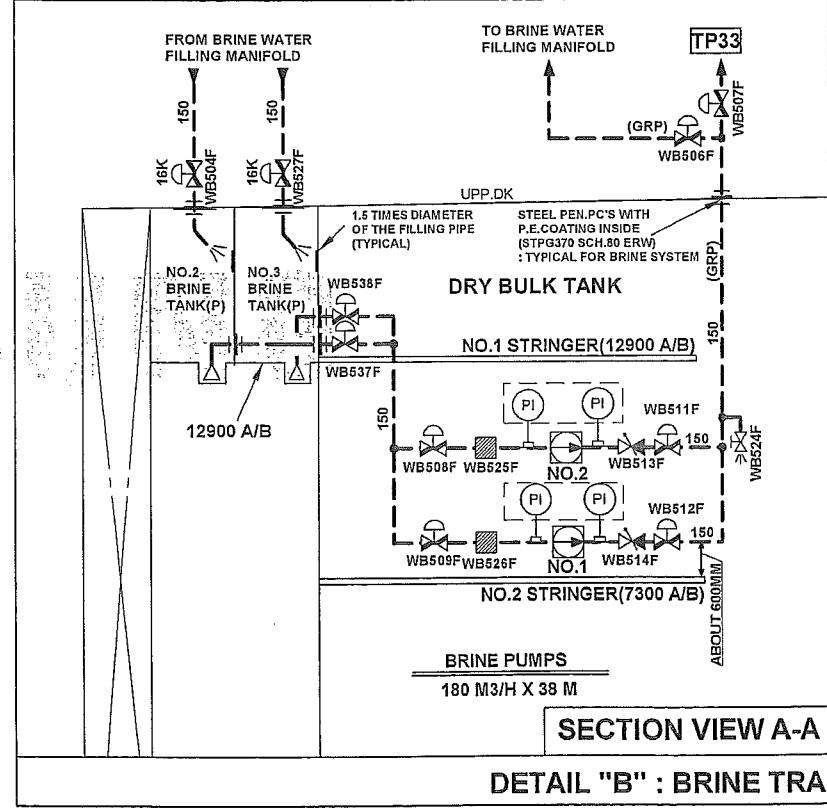 FROM BRINE WATER
FILLING MANIFOLD
TO BRINE WATER
FILLING MANIFOLD
TP33
150
150
WB507F
(GRP)
WB506F
16K
WB504F
16K
WB527F
UPP.DK
1.5 TIMES DIAMETER
OF THE FILLING PIPE
(TYPICAL)
STEEL PEN.PC'S WITH
P.E.COATING INSIDE
(STPG370 SCH.80 ERW)
: TYPICAL FOR BRINE SYSTEM
(GRP)
NO.2
BRINE
TANK(P)
NO.3
BRINE
TANK(P)
WB538F
DRY BULK TANK
NO.1 STRINGER(12900 A/B)
WB537F
150
12900 A/B
150
PI
PI
WB511F
150
WB508F
WB525F
NO.2
WB513F
WB524F
PI
PI
WB512F
150
WB509F
WB526F
NO.1
WB514F
NO.2 STRINGER(7300 A/B)
ABOUT 600MM
BRINE PUMPS
180 M3/H X 38 M
SECTION VIEW A-A
DETAIL "B" : BRINE TRA